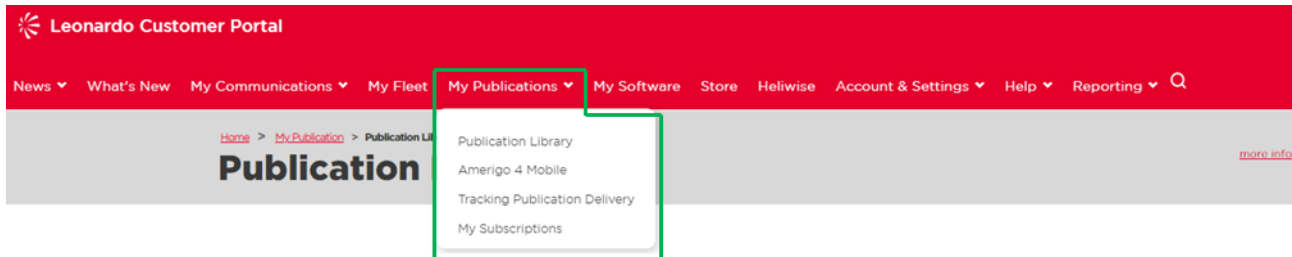 Leonardo Customer Portal
News What's New My Communications My Fleet My Publications My Software Store Heliwise Account & Settings Help Reporting
Home > My Publication > Publication Li
Publication
more info
Publication Library
Amerigo 4 Mobile
Tracking Publication Delivery
My Subscriptions